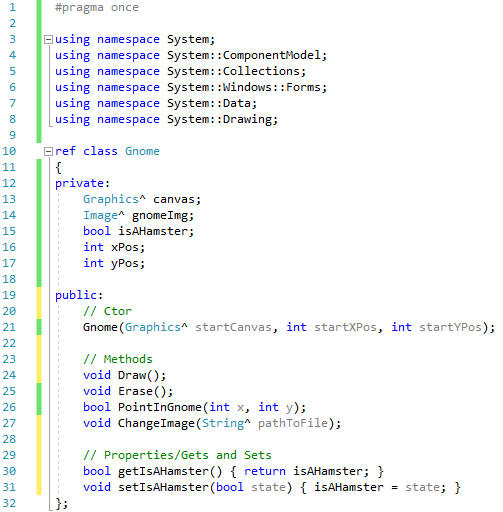 1 #pragma once
2
3 using namespace System;
4 using namespace System::ComponentModel;
5 using namespace System::Collections;
6 using namespace System::Windows::Forms;
7 using namespace System::Data;
8 using namespace System::Drawing;
9
10 ref class Gnome
11 {
12 private:
13     Graphics^ canvas;
14     Image^ gnomeImg;
15     bool isAHamster;
16     int xPos;
17     int yPos;
18
19 public:
20     // Ctor
21     Gnome(Graphics^ startCanvas, int startXPos, int startYPos);
22
23     // Methods
24     void Draw();
25     void Erase();
26     bool PointInGnome(int x, int y);
27     void ChangeImage(String^ pathToFile);
28
29     // Properties/Gets and Sets
30     bool getIsAHamster() { return isAHamster; }
31     void setIsAHamster(bool state) { isAHamster = state; }
32 };